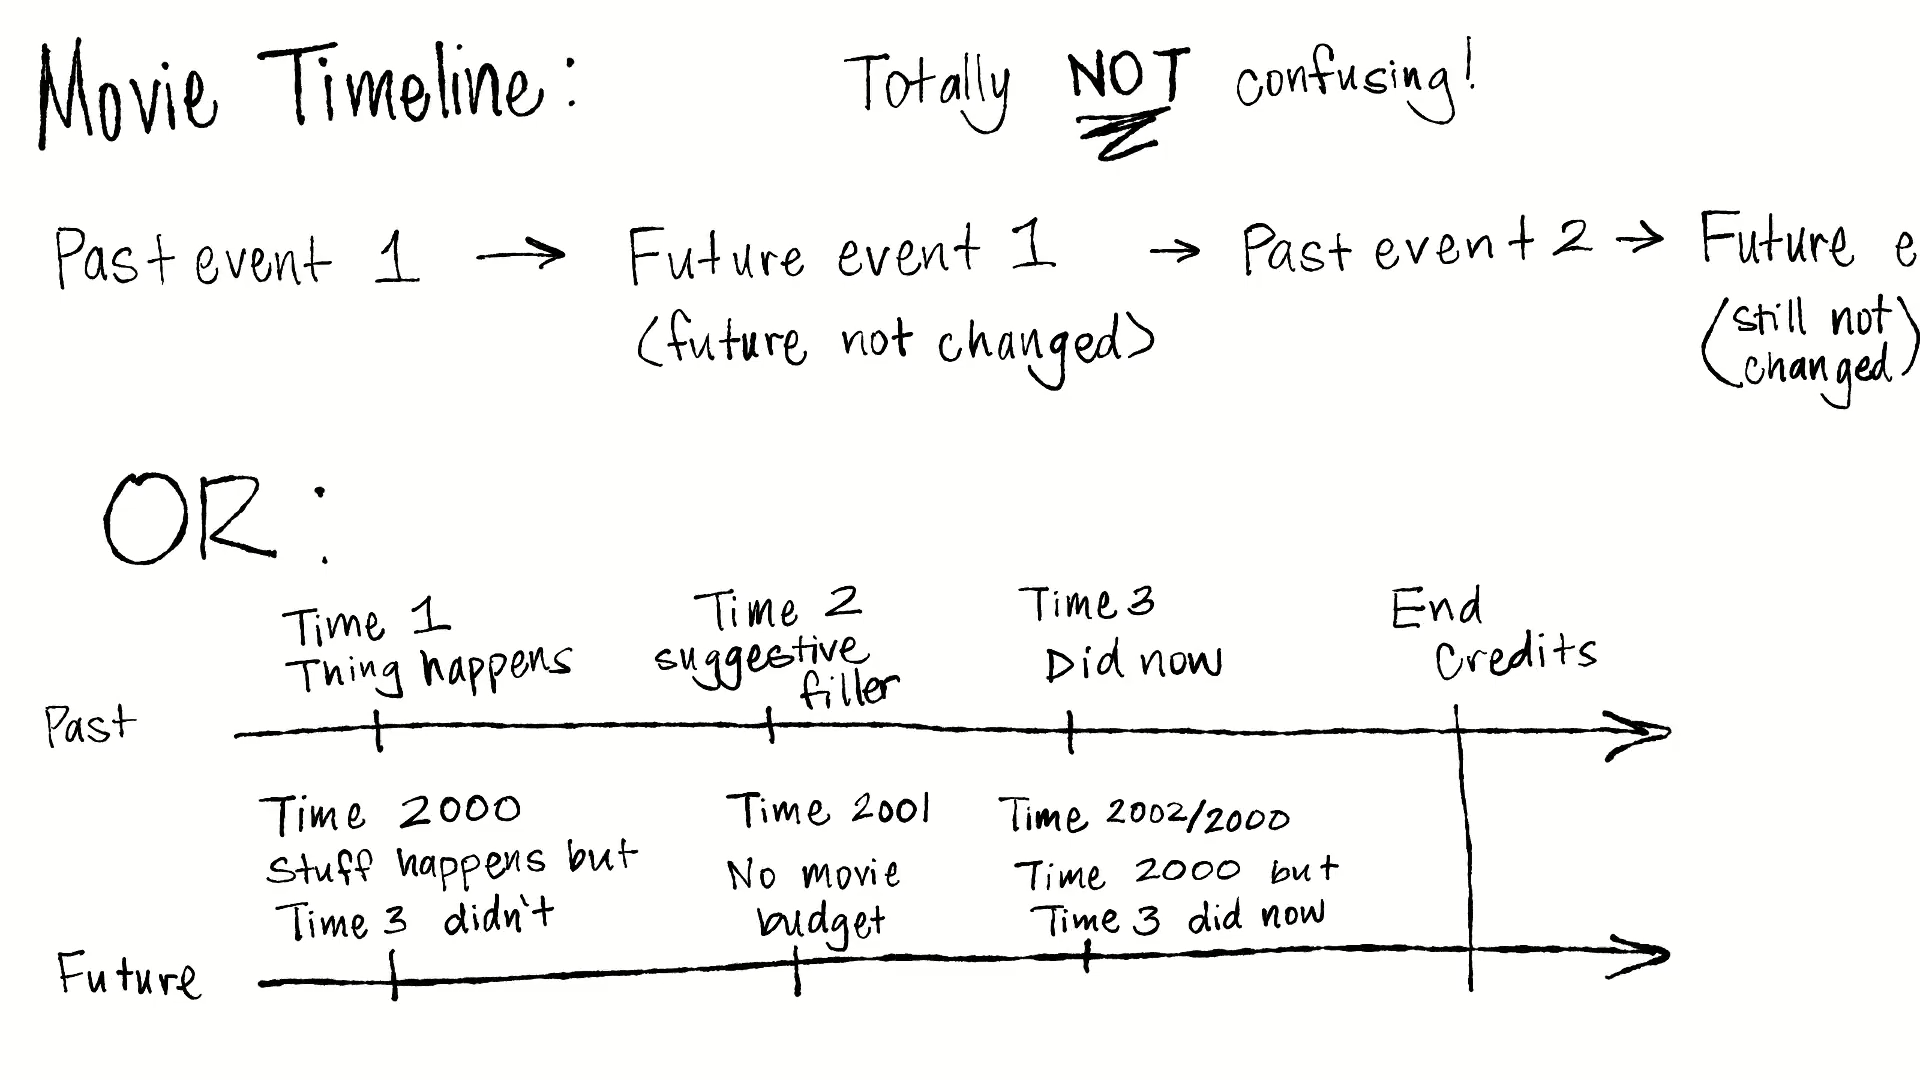 Movie Timeline: Totally NOT confusing!
Past event 1 → Future event 1 → Past event 2 → Future e
(future not changed)
(still not
changed)
OR:
Time 1
Thing happens
Time 2
suggestive
filler
Time 3
Did now
End
Credits
Past
Time 2000
Stuff happens but
Time 3 didn't
Time 2001
No movie
budget
Time 2002/2000
Time 2000 but
Time 3 did now
Future